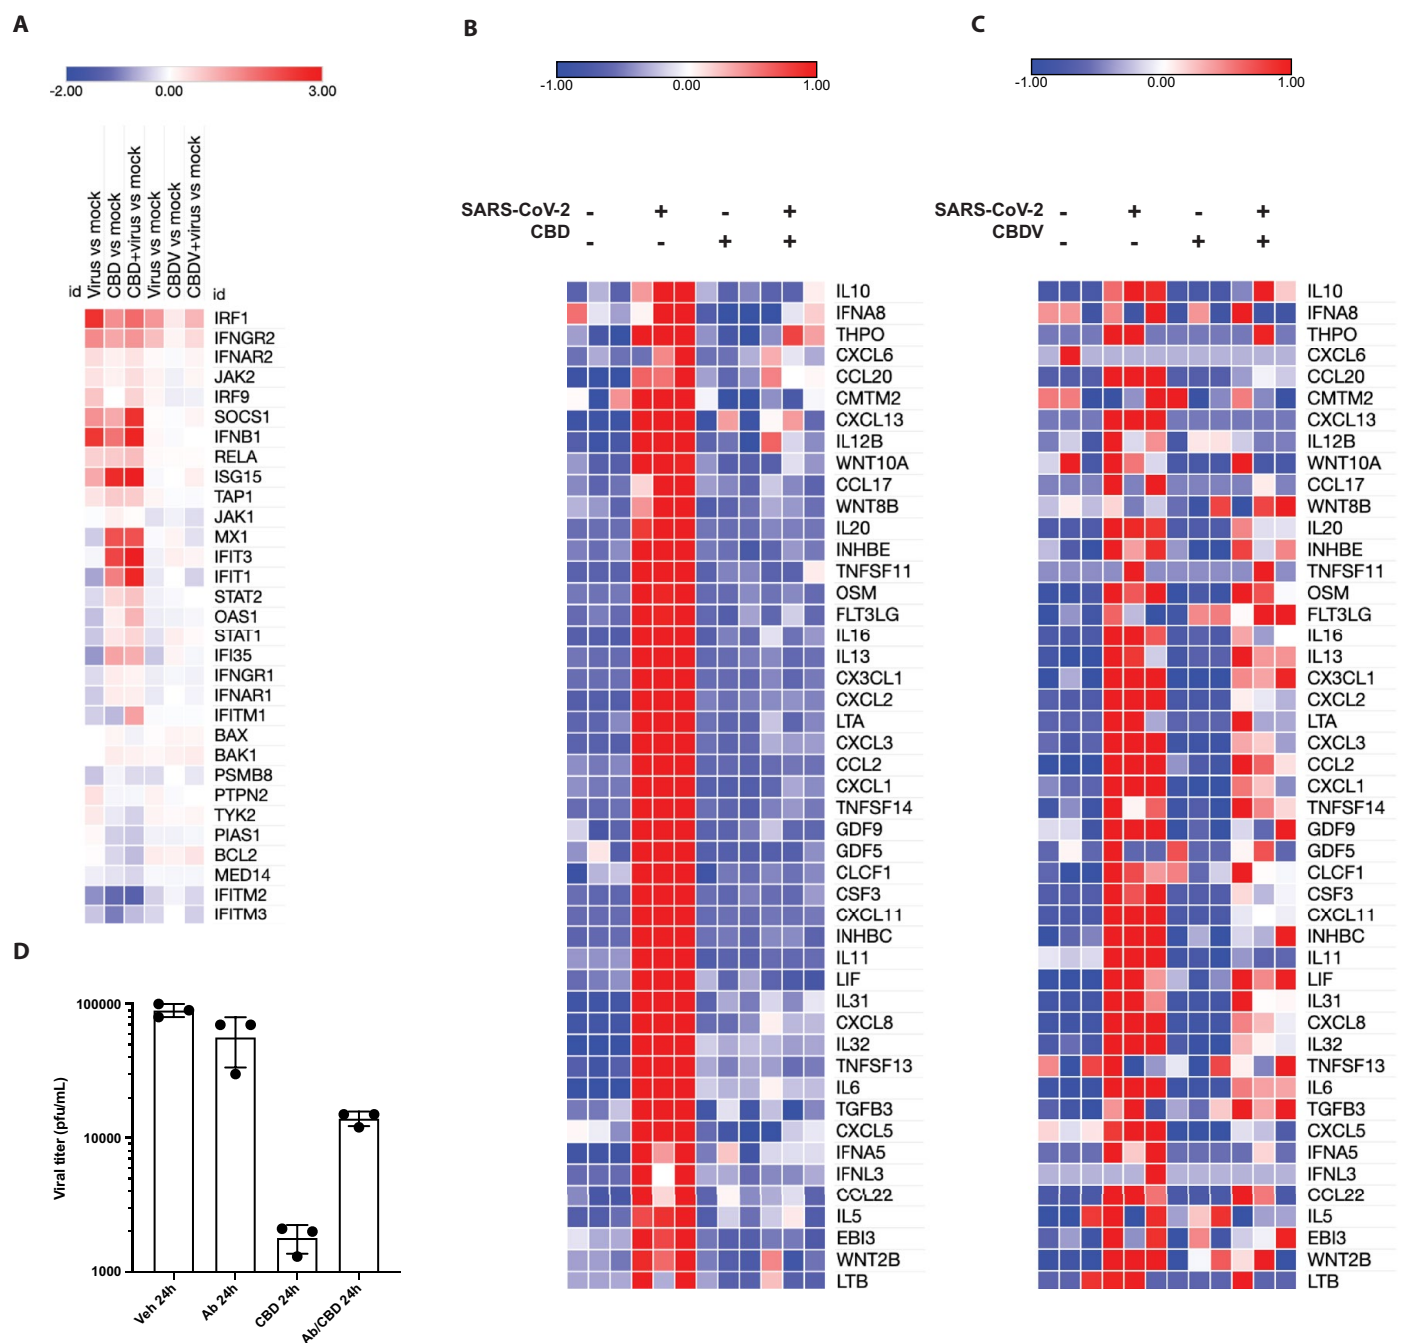 A
-2.00 0.00 3.00
id
Virus vs mock
CBD vs mock
CBD+virus vs mock
Virus vs mock
CBDV vs mock
CBDV+virus vs mock
id
IRF1
IFNGR2
IFNAR2
JAK2
IRF9
SOCS1
IFNB1
RELA
ISG15
TAP1
JAK1
MX1
IFIT3
IFIT1
STAT2
OAS1
STAT1
IFI35
IFNGR1
IFNAR1
IFITM1
BAX
BAK1
PSMB8
PTPN2
TYK2
PIAS1
BCL2
MED14
IFITM2
IFITM3
B
-1.00 0.00 1.00
SARS-CoV-2 - + - +
CBD - - + +
IL10
IFNA8
THPO
CXCL6
CCL20
CMTM2
CXCL13
IL12B
WNT10A
CCL17
WNT8B
IL20
INHBE
TNFSF11
OSM
FLT3LG
IL16
IL13
CX3CL1
CXCL2
LTA
CXCL3
CCL2
CXCL1
TNFSF14
GDF9
GDF5
CLCF1
CSF3
CXCL11
INHBC
IL11
LIF
IL31
CXCL8
IL32
TNFSF13
IL6
TGFB3
CXCL5
IFNA5
IFNL3
CCL22
IL5
EBI3
WNT2B
LTB
C
-1.00 0.00 1.00
SARS-CoV-2 - + - +
CBDV - - + +
IL10
IFNA8
THPO
CXCL6
CCL20
CMTM2
CXCL13
IL12B
WNT10A
CCL17
WNT8B
IL20
INHBE
TNFSF11
OSM
FLT3LG
IL16
IL13
CX3CL1
CXCL2
LTA
CXCL3
CCL2
CXCL1
TNFSF14
GDF9
GDF5
CLCF1
CSF3
CXCL11
INHBC
IL11
LIF
IL31
CXCL8
IL32
TNFSF13
IL6
TGFB3
CXCL5
IFNA5
IFNL3
CCL22
IL5
EBI3
WNT2B
LTB
D
Viral titer (pfu/mL)
100000
10000
1000
Veh 24h
Ab 24h
CBD 24h
Ab/CBD 24h